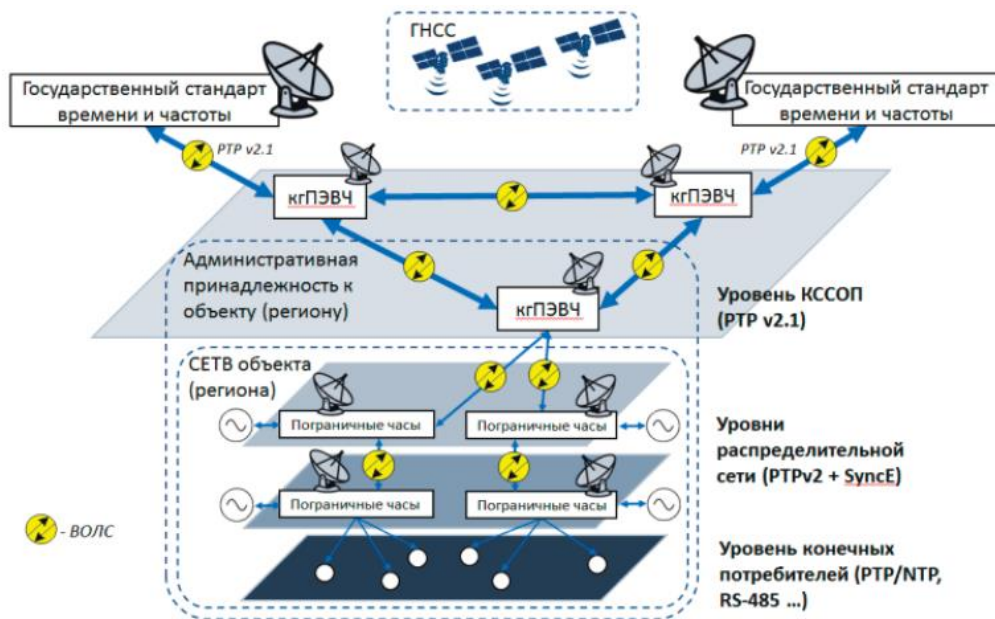 ГНСС
Государственный стандарт
времени и частоты
Государственный стандарт
времени и частоты
PTP v2.1
PTP v2.1
кгПЭВЧ
кгПЭВЧ
Административная
принадлежность к
объекту (региону)
кгПЭВЧ
Уровень КССОП
(PTP v2.1)
СЕТВ объекта
(региона)
Пограничные часы
Пограничные часы
Уровни
распределительной
сети (PTPv2 + SyncE)
Пограничные часы
Пограничные часы
- ВОЛС
Уровень конечных
потребителей (PTP/NTP,
RS-485 ...)